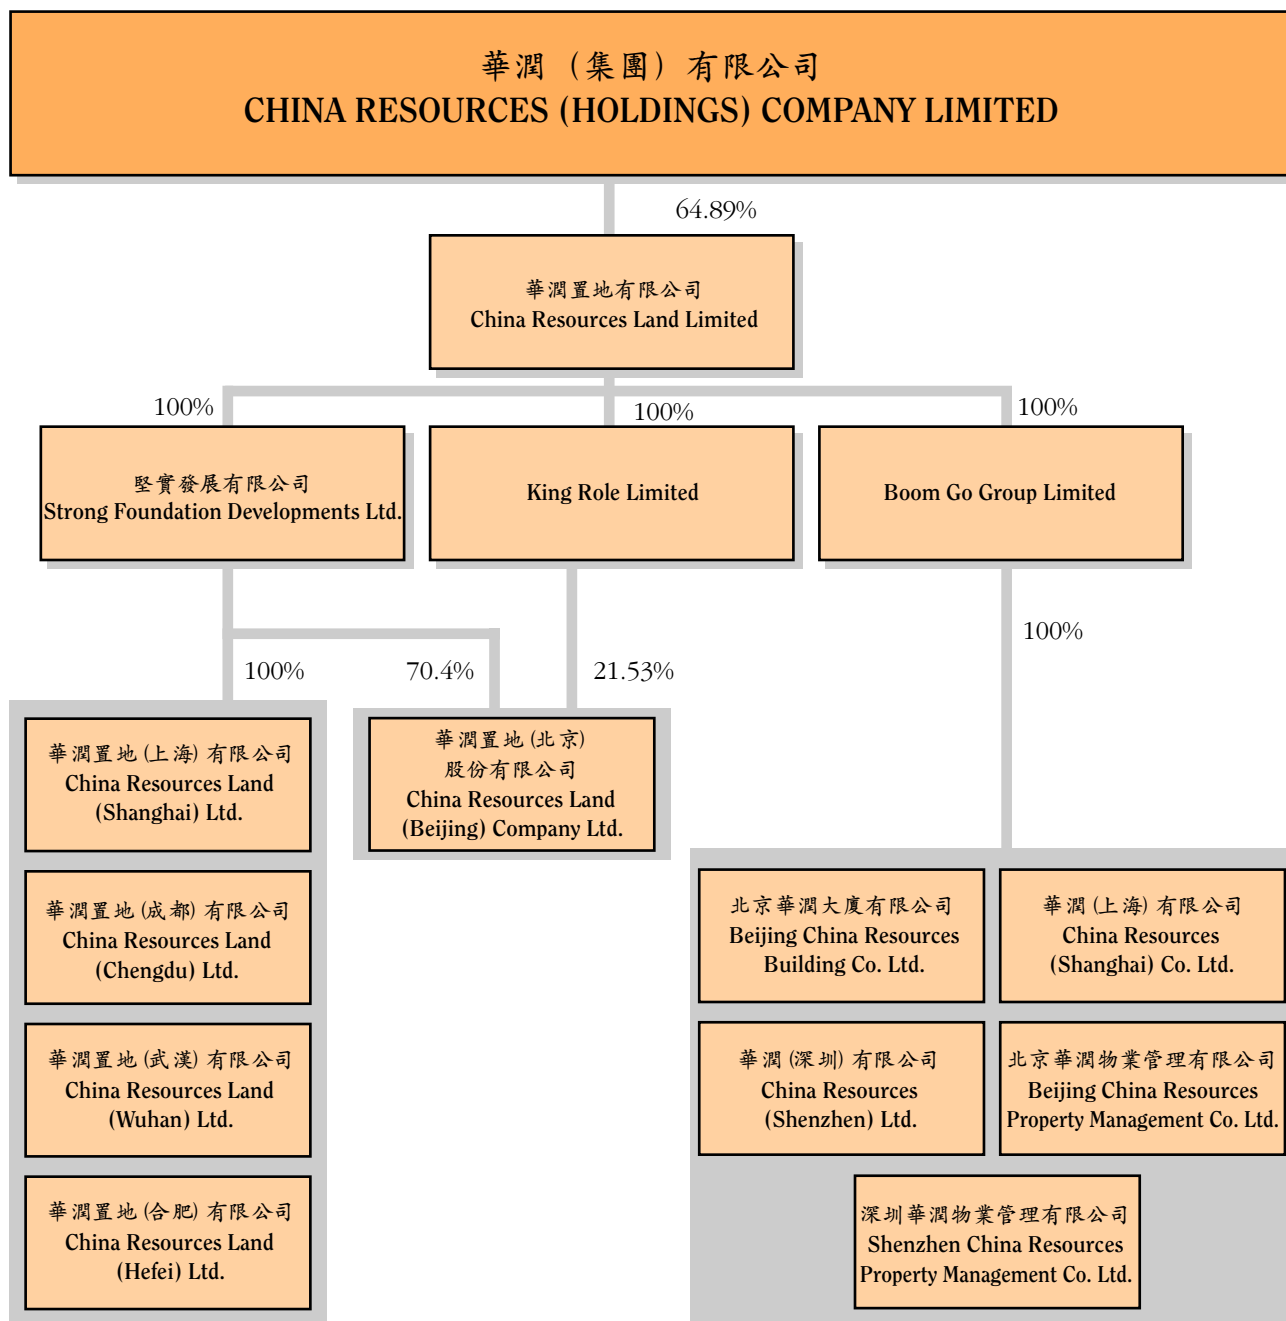 華潤（集團）有限公司
CHINA RESOURCES (HOLDINGS) COMPANY LIMITED
64.89%
華潤置地有限公司
China Resources Land Limited
100%
100%
100%
堅實發展有限公司
Strong Foundation Developments Ltd.
King Role Limited
Boom Go Group Limited
100%
70.4%
21.53%
100%
華潤置地(上海) 有限公司
China Resources Land
(Shanghai) Ltd.
華潤置地(成都) 有限公司
China Resources Land
(Chengdu) Ltd.
華潤置地(武漢) 有限公司
China Resources Land
(Wuhan) Ltd.
華潤置地(合肥) 有限公司
China Resources Land
(Hefei) Ltd.
華潤置地(北京)
股份有限公司
China Resources Land
(Beijing) Company Ltd.
北京華潤大廈有限公司
Beijing China Resources
Building Co. Ltd.
華潤(上海) 有限公司
China Resources
(Shanghai) Co. Ltd.
華潤(深圳) 有限公司
China Resources
(Shenzhen) Ltd.
北京華潤物業管理有限公司
Beijing China Resources
Property Management Co. Ltd.
深圳華潤物業管理有限公司
Shenzhen China Resources
Property Management Co. Ltd.